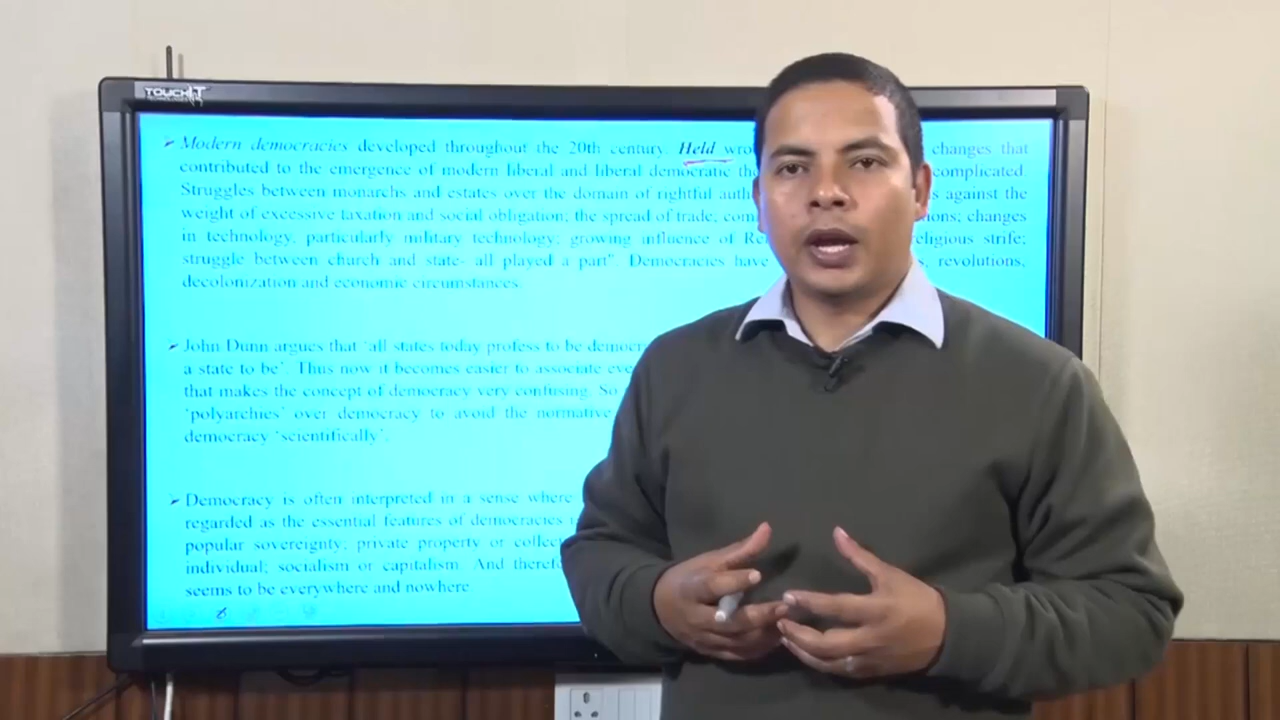 TOUCHIT
TECHNOLOGIES
Modern democracies developed throughout the 20th century. Held changes that
contributed to the emergence of modern liberal and liberal democratic complicated.
Struggles between monarchs and estates over the domain of rightful against the
weight of excessive taxation and social obligation; the spread of trade; changes
in technology, particularly military technology; growing influence of religious strife;
struggle between church and state- all played a part". Democracies have revolutions,
decolonization and economic circumstances.
John Dunn argues that 'all states today profess to be
a state to be'. Thus now it becomes easier to associate
that makes the concept of democracy very confusing. So
'polyarchies' over democracy to avoid the normative
democracy 'scientifically'.
Democracy is often interpreted in a sense where
regarded as the essential features of democracies
popular sovereignty; private property or
individual; socialism or capitalism. And
seems to be everywhere and nowhere.